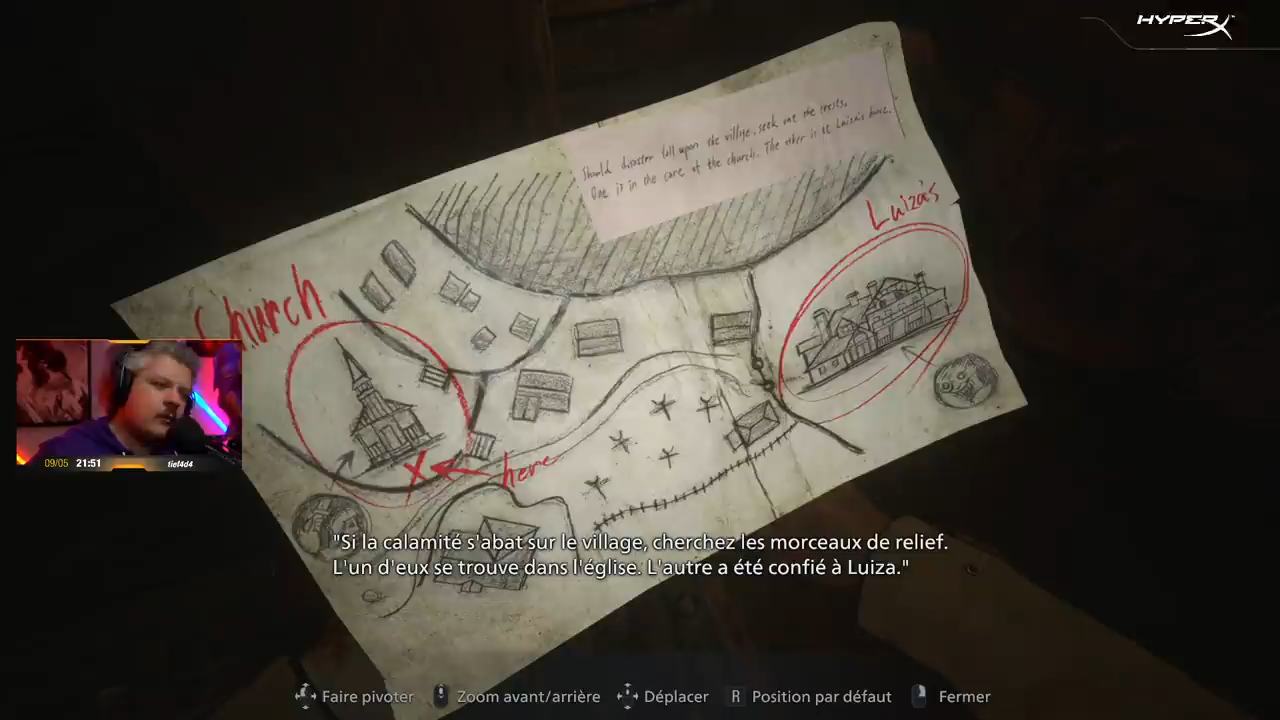 HYPERX
Should disaster fall upon the village, seek out the crests.
One is in the care of the church. The other is at Luiza's home.
Luiza's
Church
here
09/05 21:51 tief4d4
"Si la calamité s'abat sur le village, cherchez les morceaux de relief.
L'un d'eux se trouve dans l'église. L'autre a été confié à Luiza."
Faire pivoter Zoom avant/arrière Déplacer R Position par défaut Fermer